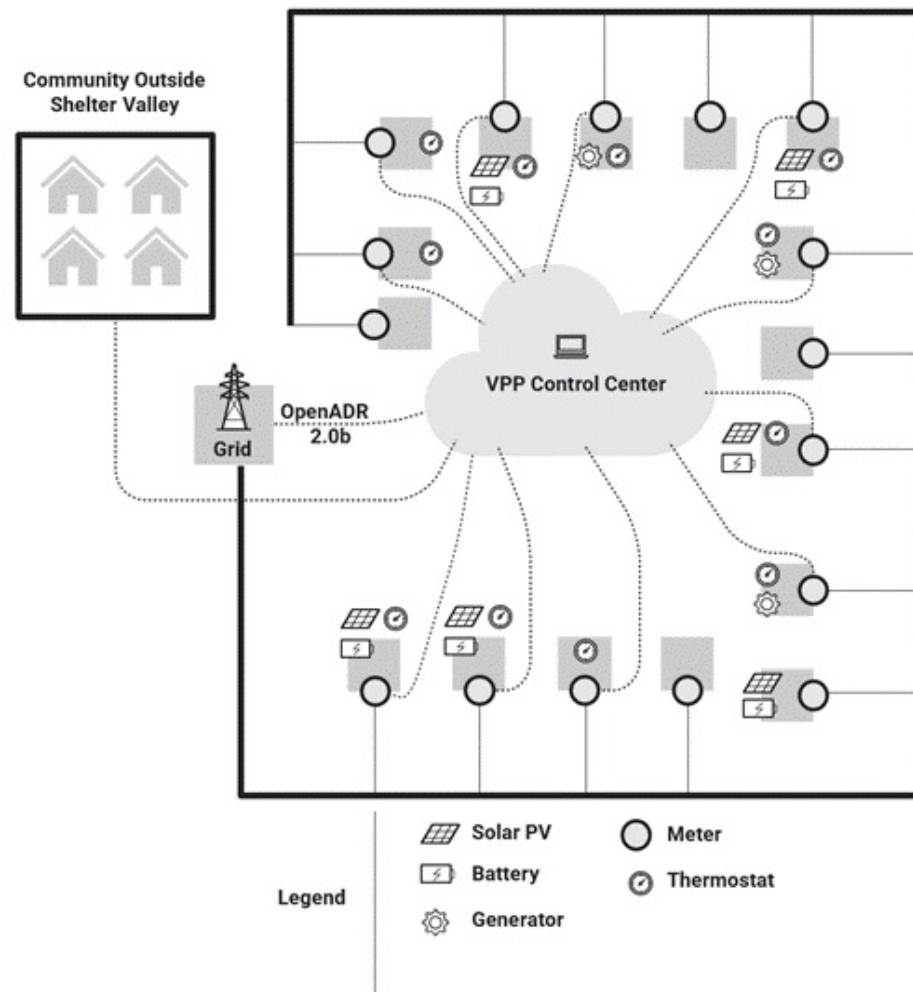 Community Outside
Shelter Valley
VPP Control Center
OpenADR
2.0b
Grid
Legend
Solar PV
Battery
Generator
Meter
Thermostat